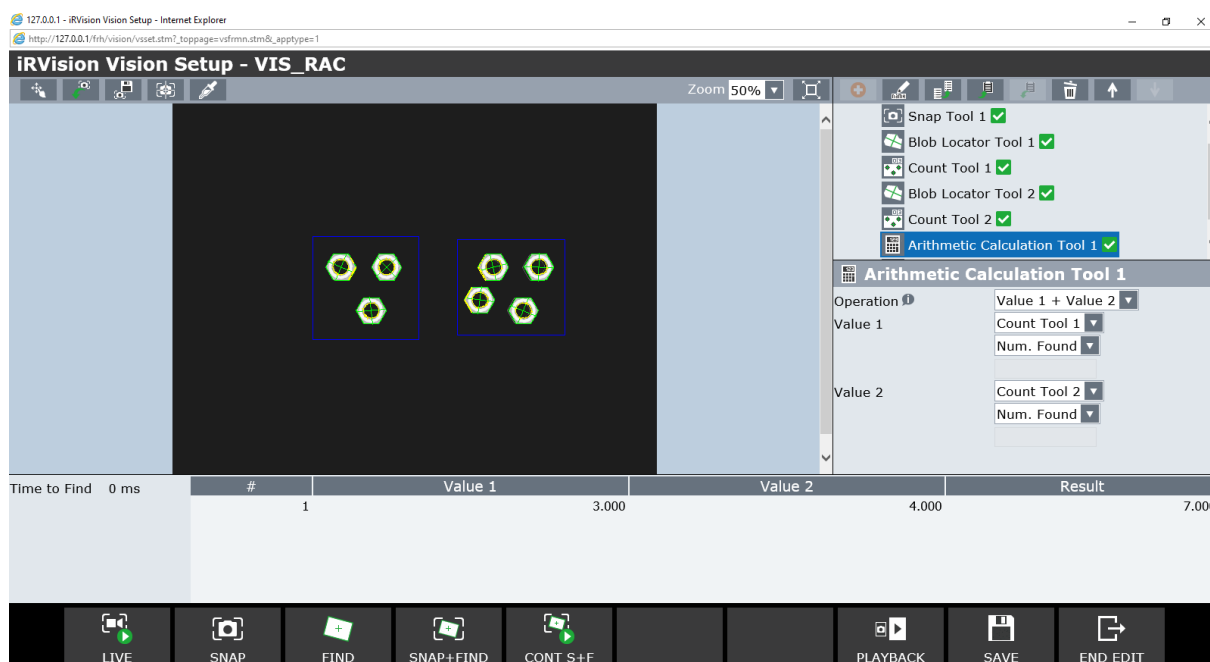 127.0.0.1 - iRVision Vision Setup - Internet Explorer
http://127.0.0.1/frh/vision/vsset.stm?_toppage=vsfrmn.stm&_apptype=1
iRVision Vision Setup - VIS_RAC
Zoom 50%
Snap Tool 1
Blob Locator Tool 1
Count Tool 1
Blob Locator Tool 2
Count Tool 2
Arithmetic Calculation Tool 1
Arithmetic Calculation Tool 1
Operation Value 1 + Value 2
Value 1 Count Tool 1
Num. Found
Value 2 Count Tool 2
Num. Found
Time to Find 0 ms
# Value 1 Value 2 Result
1 3.000 4.000 7.00
LIVE SNAP FIND SNAP+FIND CONT S+F PLAYBACK SAVE END EDIT